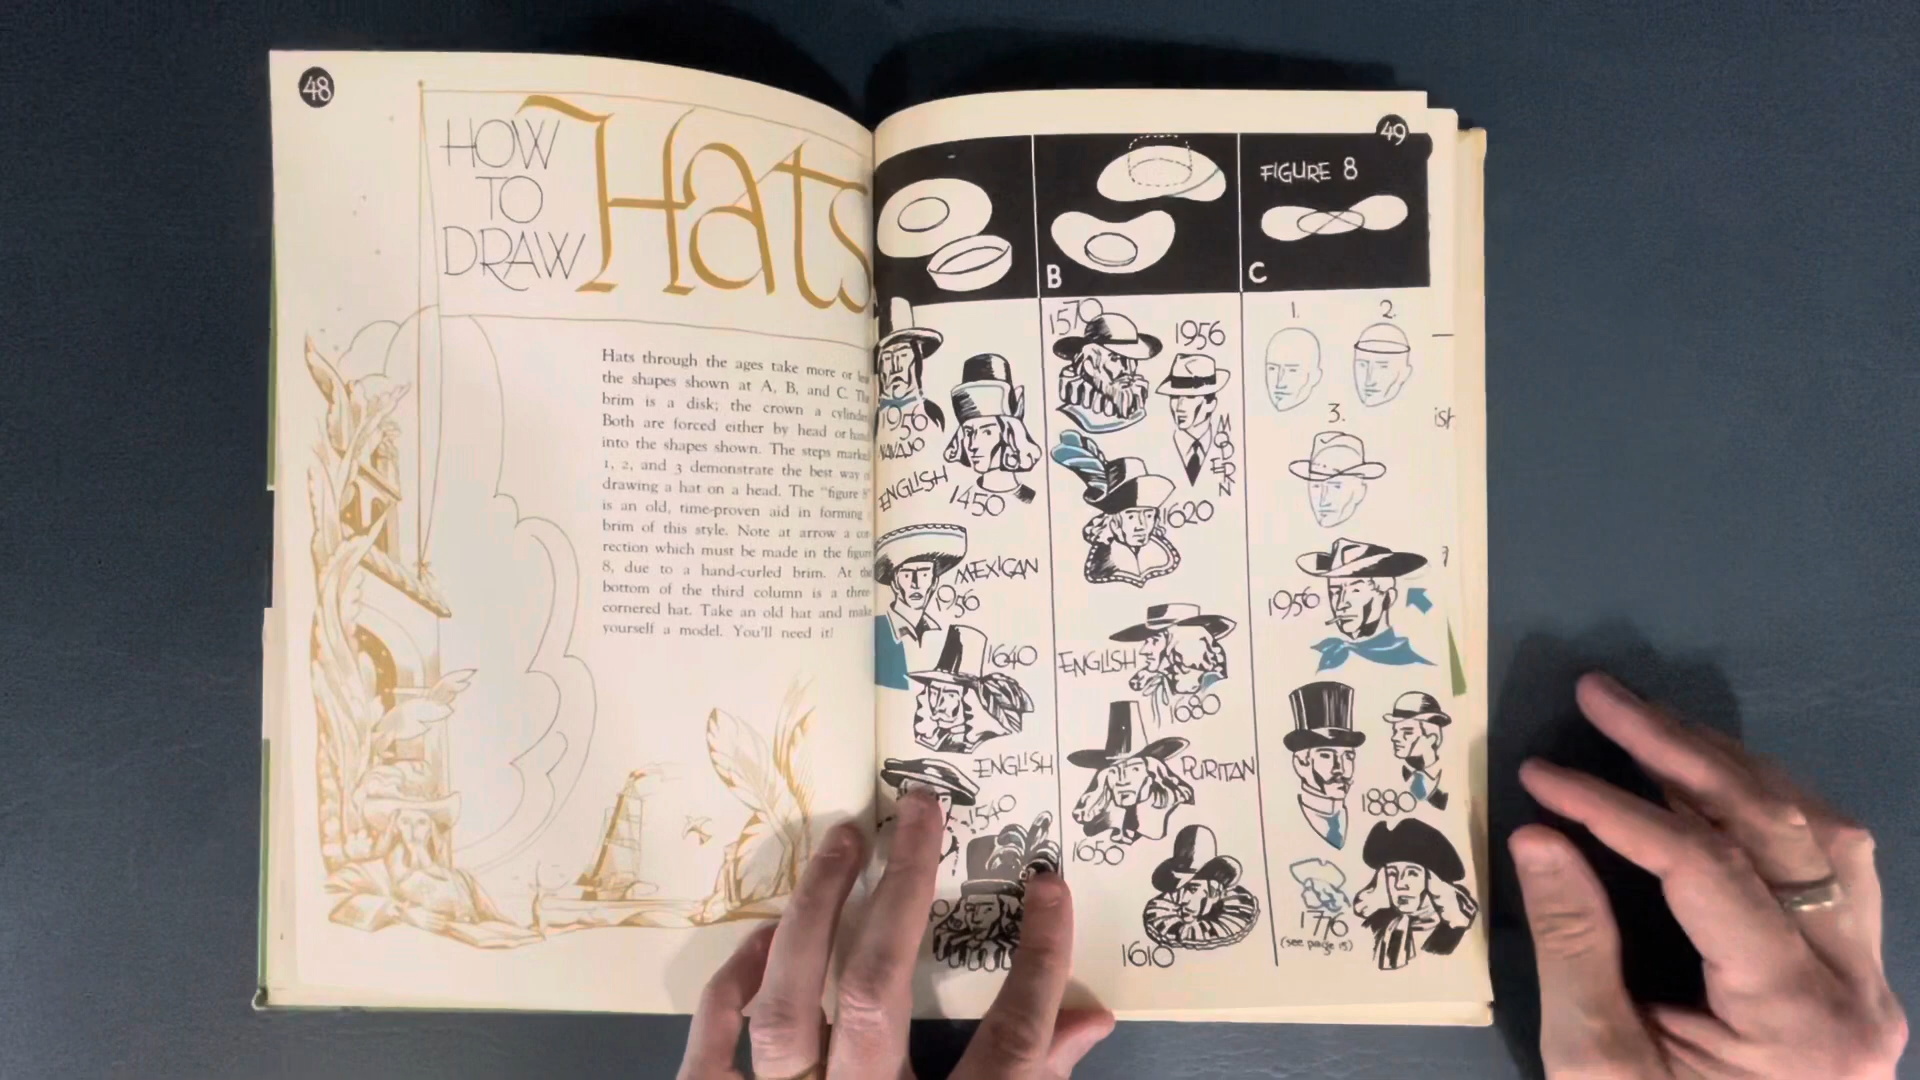 48
HOW
TO
DRAW
Hats
Hats through the ages take more or
the shapes shown at A, B, and C. The
brim is a disk; the crown a cylinder.
Both are forced either by head or hand
into the shapes shown. The steps marked
1, 2, and 3 demonstrate the best way of
drawing a hat on a head. The "figure 8"
is an old, time-proven aid in forming
brim of this style. Note at arrow a cor-
rection which must be made in the figure
8, due to a hand-curled brim. At the
bottom of the third column is a three-
cornered hat. Take an old hat and make
yourself a model. You'll need it!
49
1956
NAVAJO
ENGLISH
1450
MEXICAN
1956
1640
ENGLISH
1540
B
1570
1956
MODERN
1620
ENGLISH
1680
PURITAN
1650
1610
FIGURE 8
C
1.
2.
3.
1956
1880
1776
(see page 15)